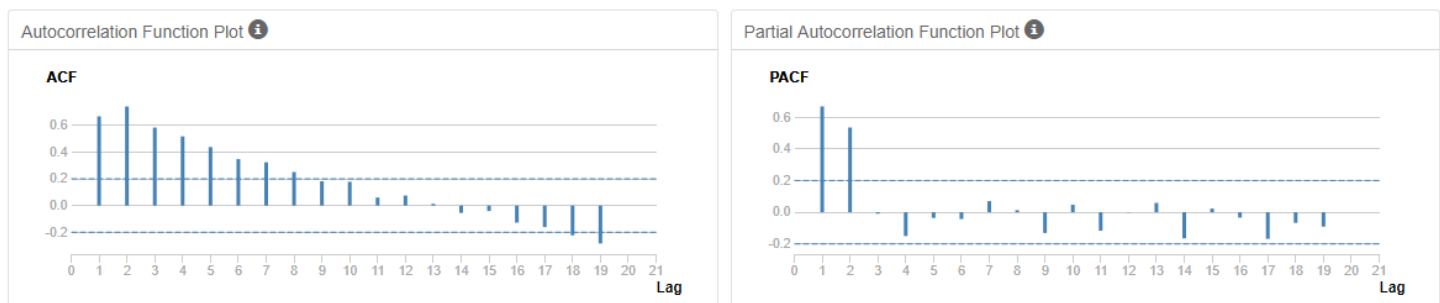 Autocorrelation Function Plot i
ACF
0.6
0.4
0.2
0.0
-0.2
0 1 2 3 4 5 6 7 8 9 10 11 12 13 14 15 16 17 18 19 20 21
Lag
Partial Autocorrelation Function Plot i
PACF
0.6
0.4
0.2
0.0
-0.2
0 1 2 3 4 5 6 7 8 9 10 11 12 13 14 15 16 17 18 19 20 21
Lag